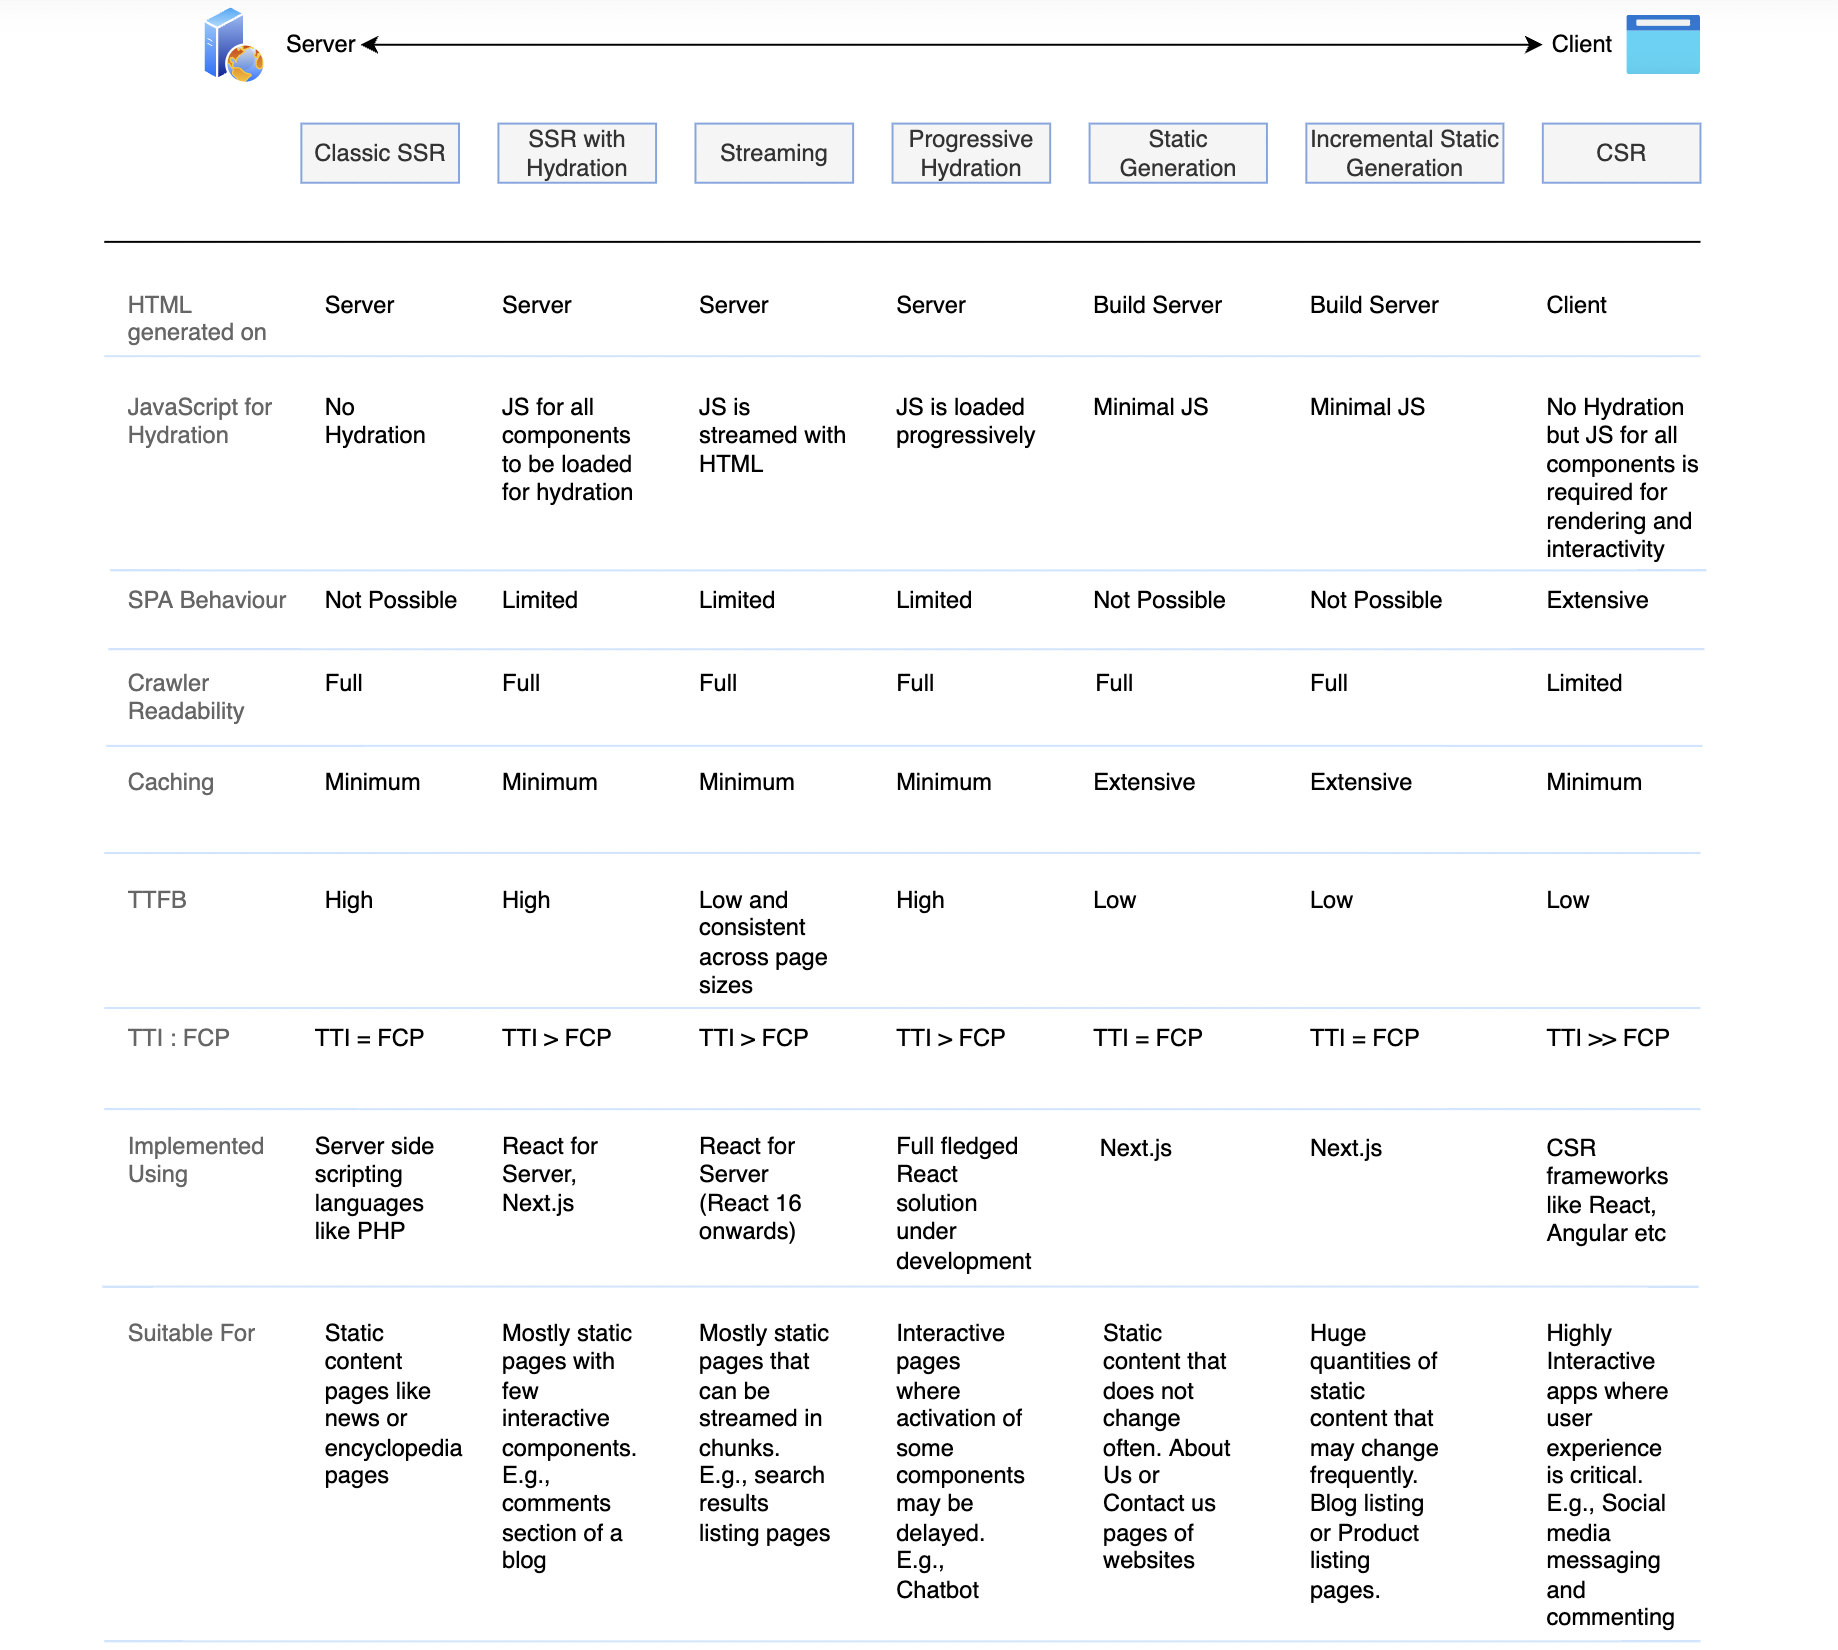 Server
Client
Classic SSR
SSR with
Hydration
Streaming
Progressive
Hydration
Static
Generation
Incremental Static
Generation
CSR
HTML
generated on
Server
Server
Server
Server
Build Server
Build Server
Client
JavaScript for
Hydration
No
Hydration
JS for all
components
to be loaded
for hydration
JS is
streamed with
HTML
JS is loaded
progressively
Minimal JS
Minimal JS
No Hydration
but JS for all
components is
required for
rendering and
interactivity
SPA Behaviour
Not Possible
Limited
Limited
Limited
Not Possible
Not Possible
Extensive
Crawler
Readability
Full
Full
Full
Full
Full
Full
Limited
Caching
Minimum
Minimum
Minimum
Minimum
Extensive
Extensive
Minimum
TTFB
High
High
Low and
consistent
across page
sizes
High
Low
Low
Low
TTI : FCP
TTI = FCP
TTI > FCP
TTI > FCP
TTI > FCP
TTI = FCP
TTI = FCP
TTI >> FCP
Implemented
Using
Server side
scripting
languages
like PHP
React for
Server,
Next.js
React for
Server
(React 16
onwards)
Full fledged
React
solution
under
development
Next.js
Next.js
CSR
frameworks
like React,
Angular etc
Suitable For
Static
content
pages like
news or
encyclopedia
pages
Mostly static
pages with
few
interactive
components.
E.g.,
comments
section of a
blog
Mostly static
pages that
can be
streamed in
chunks.
E.g., search
results
listing pages
Interactive
pages
where
activation of
some
components
may be
delayed.
E.g.,
Chatbot
Static
content that
does not
change
often. About
Us or
Contact us
pages of
websites
Huge
quantities of
static
content that
may change
frequently.
Blog listing
or Product
listing
pages.
Highly
Interactive
apps where
user
experience
is critical.
E.g., Social
media
messaging
and
commenting